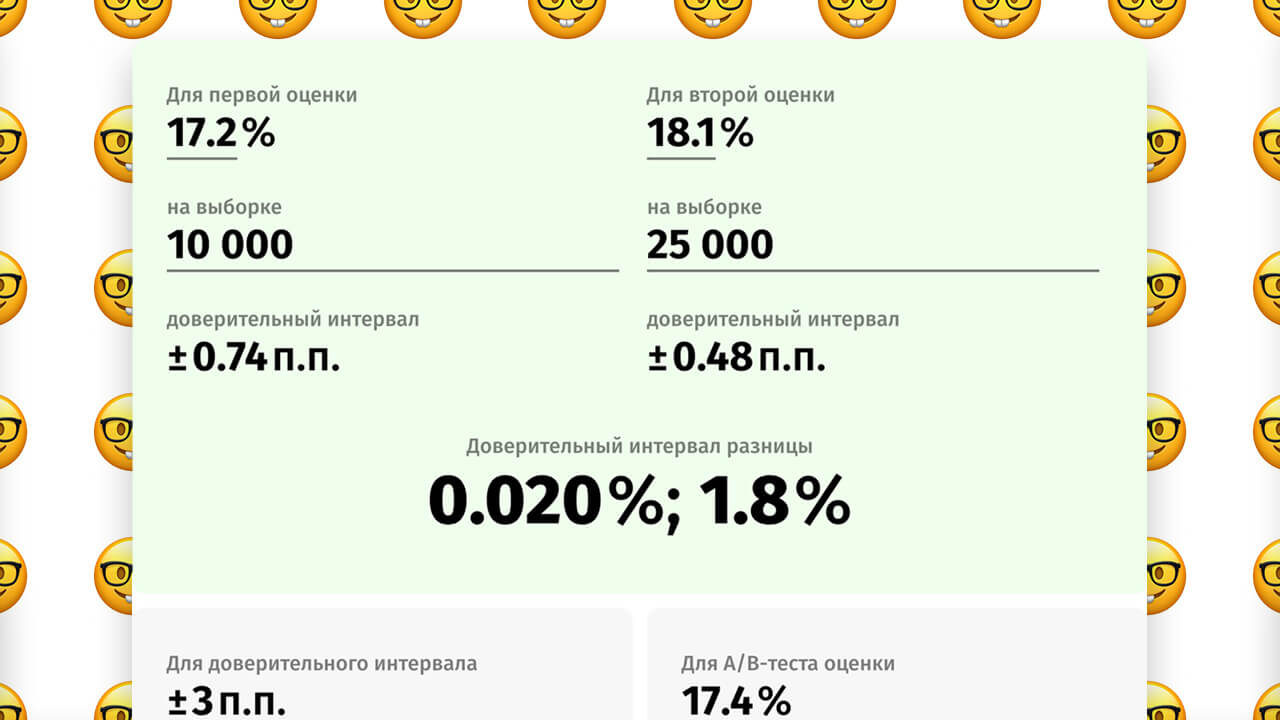 Для первой оценки
17.2%
на выборке
10 000
доверительный интервал
±0.74 п.п.
Для второй оценки
18.1%
на выборке
25 000
доверительный интервал
±0.48 п.п.
Доверительный интервал разницы
0.020%; 1.8%
Для доверительного интервала
±3 п.п.
Для A/B-теста оценки
17.4%